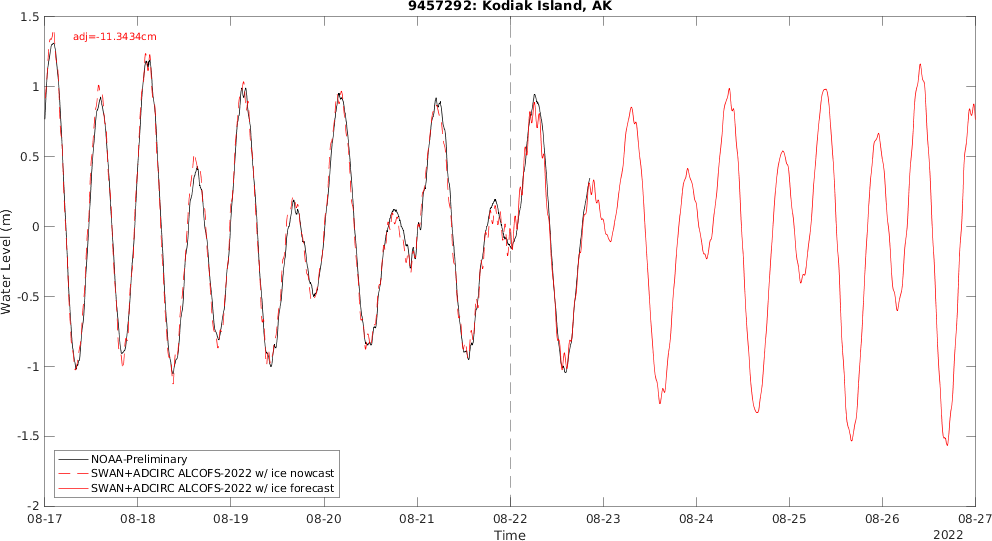 9457292: Kodiak Island, AK
adj=-11.3434cm
1.5
1
0.5
0
-0.5
-1
-1.5
-2
Water Level (m)
NOAA-Preliminary
SWAN+ADCIRC ALCOFS-2022 w/ ice nowcast
SWAN+ADCIRC ALCOFS-2022 w/ ice forecast
08-17 08-18 08-19 08-20 08-21 08-22 08-23 08-24 08-25 08-26 08-27
Time
2022